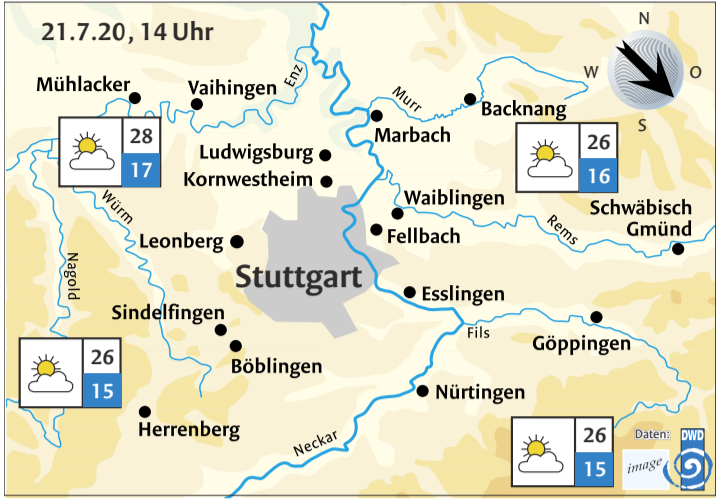 21.7.20, 14 Uhr
N
W
O
S
Mühlacker
Vaihingen
Enz
Murr
Backnang
Marbach
28
17
26
16
Ludwigsburg
Kornwestheim
Waiblingen
Schwäbisch
Gmünd
Würm
Rems
Fellbach
Leonberg
Nagold
Stuttgart
Esslingen
Sindelfingen
Fils
Göppingen
Böblingen
26
15
Nürtingen
Herrenberg
Neckar
26
15
Daten:
DWD
image